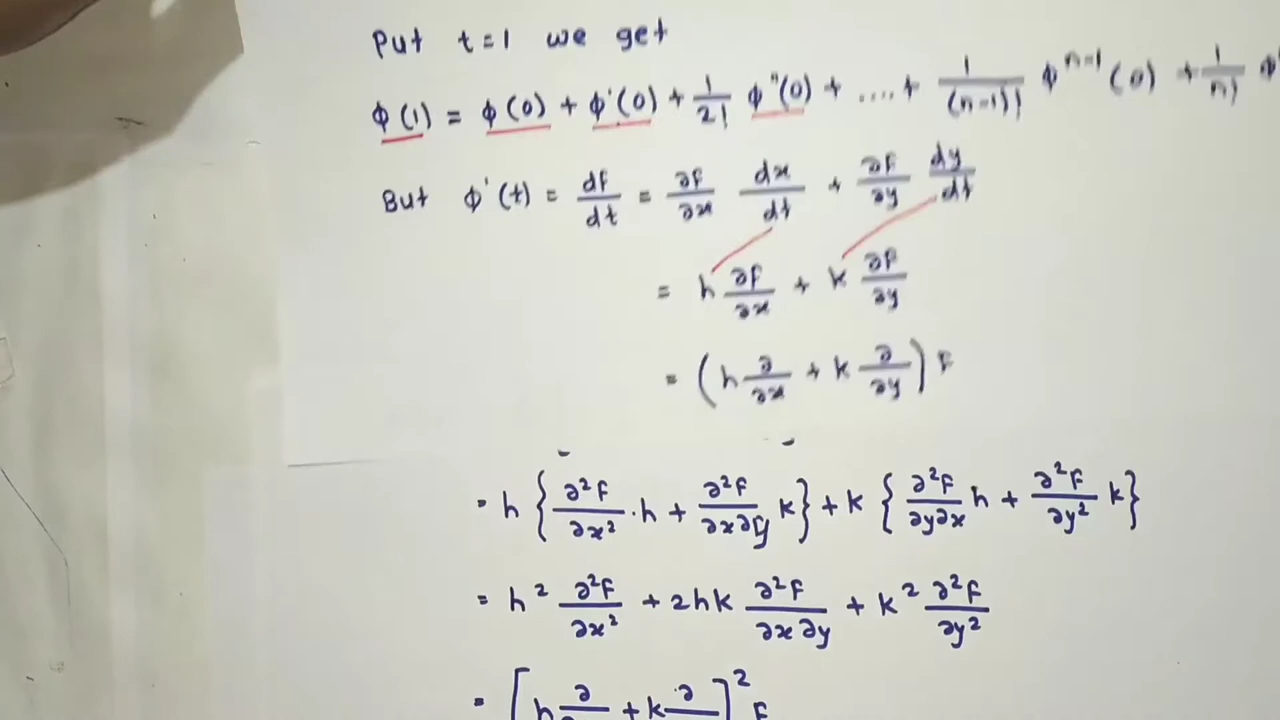 Put t=1 we get
ϕ(1) = ϕ(0) + ϕ'(0) + 1/2! ϕ''(0) + .... + 1/(n-1)! ϕ^n-1 (0) + 1/n! ϕ
But ϕ'(t) = df/dt = ∂f/∂x dx/dt + ∂f/∂y dy/dt
= h ∂f/∂x + k ∂f/∂y
= (h ∂/∂x + k ∂/∂y) f
= h {∂²f/∂x² · h + ∂²f/∂x∂y k} + k {∂²f/∂y∂x h + ∂²f/∂y² k}
= h² ∂²f/∂x² + 2hk ∂²f/∂x∂y + k² ∂²f/∂y²
= [h ∂/ + k ∂/]² f